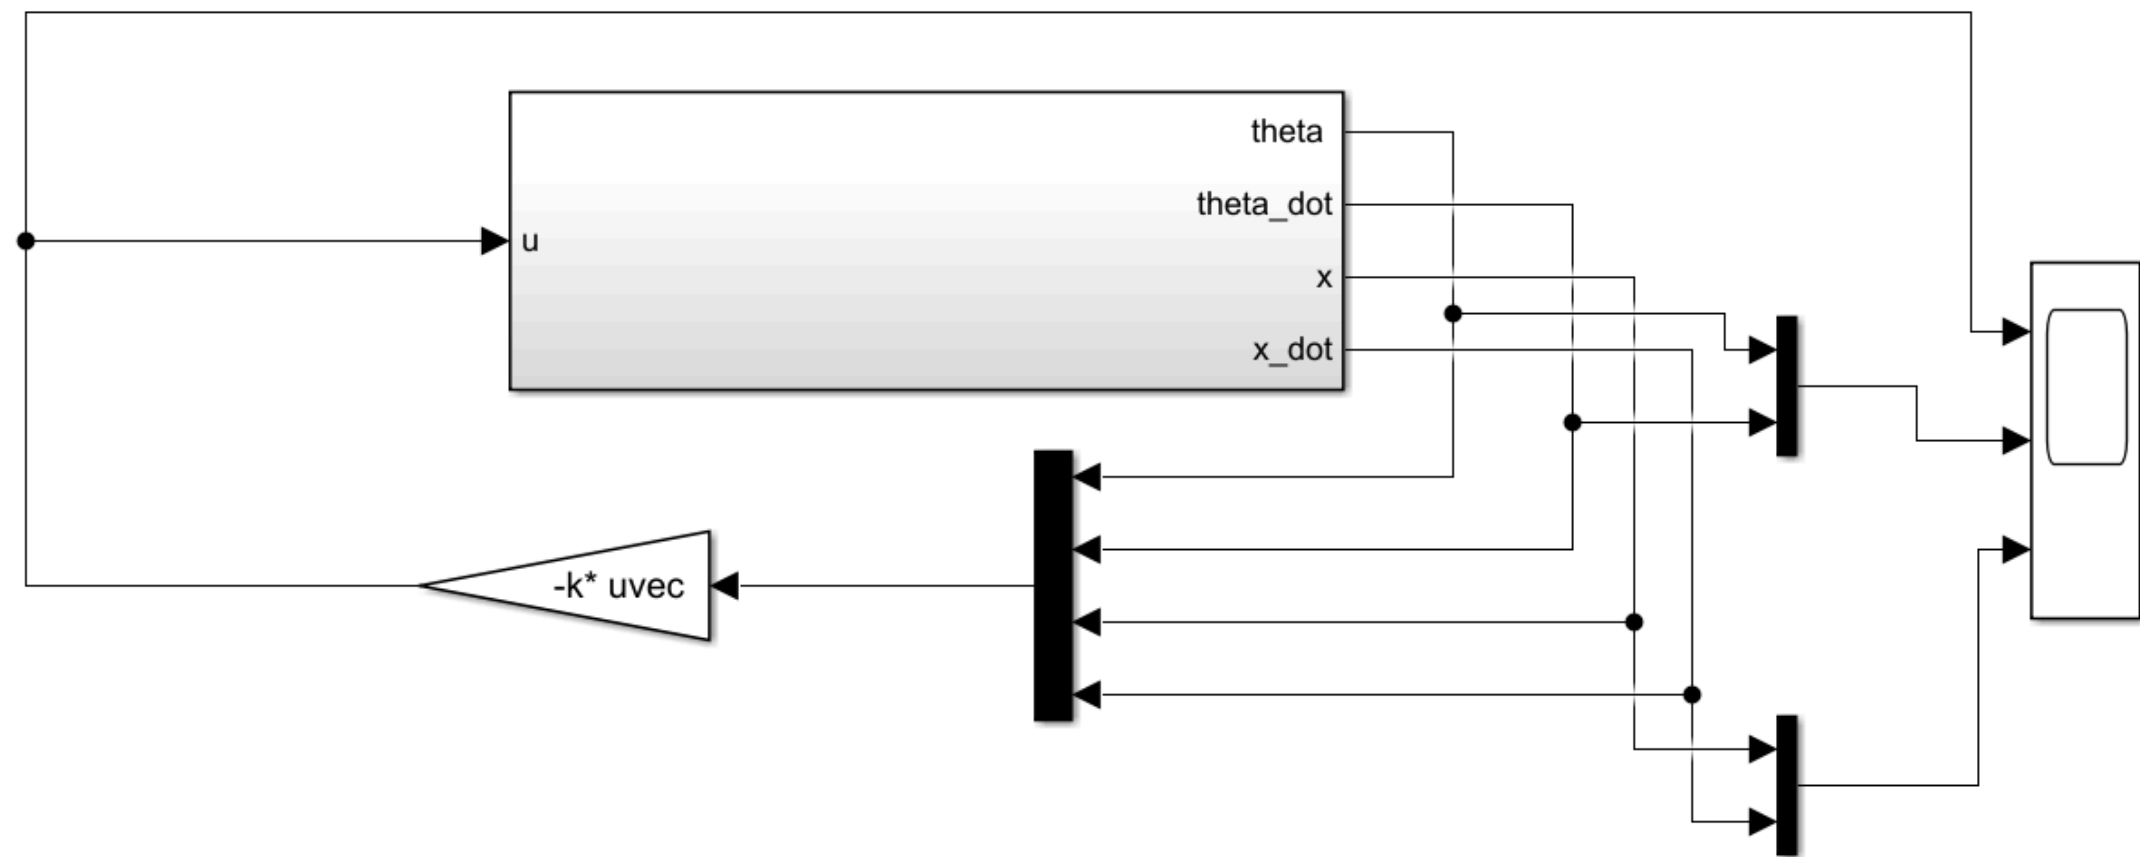 theta
theta_dot
u
x
x_dot
-k* uvec